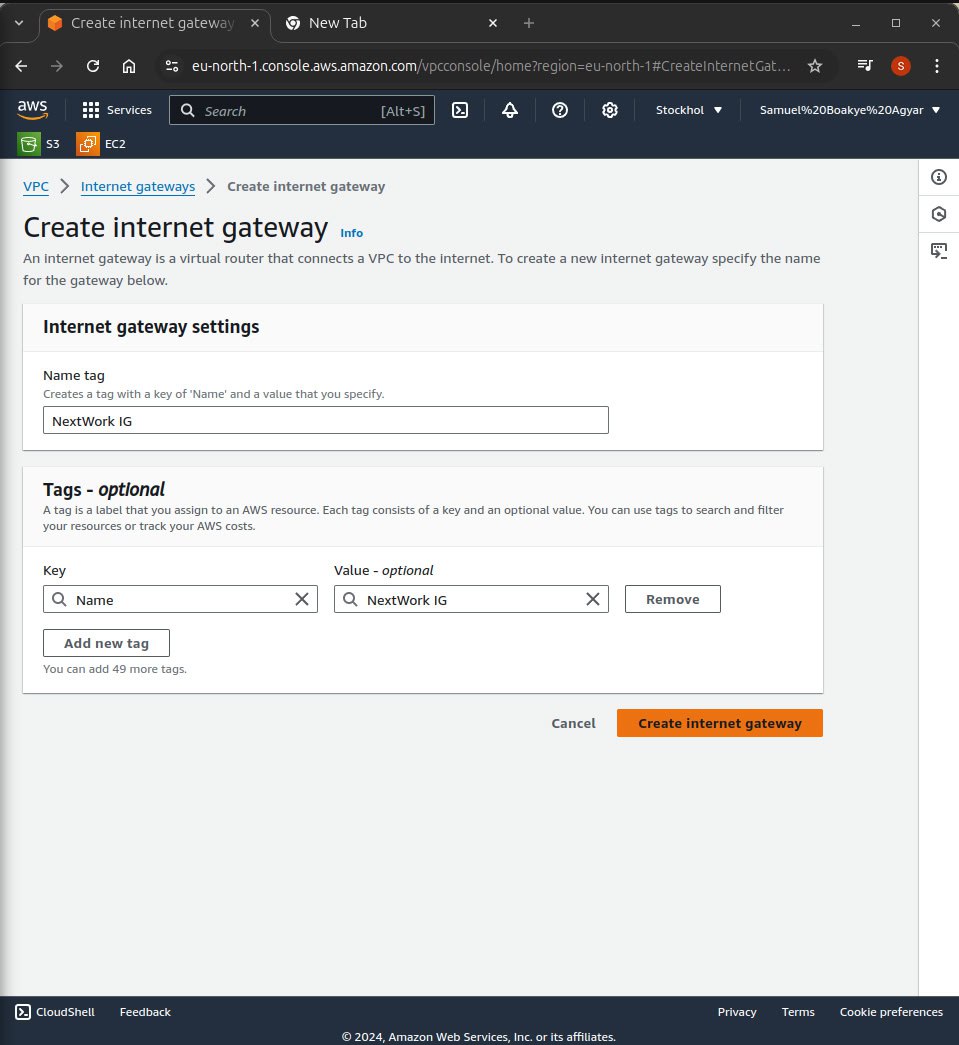 Create internet gateway
New Tab
eu-north-1.console.aws.amazon.com/vpcconsole/home?region=eu-north-1#CreateInternetGat...
S
aws
Services
Search
[Alt+S]
Stockhol
Samuel%20Boakye%20Agyar
S3
EC2
VPC
Internet gateways
Create internet gateway
Create internet gateway Info
An internet gateway is a virtual router that connects a VPC to the internet. To create a new internet gateway specify the name
for the gateway below.
Internet gateway settings
Name tag
Creates a tag with a key of 'Name' and a value that you specify.
NextWork IG
Tags - optional
A tag is a label that you assign to an AWS resource. Each tag consists of a key and an optional value. You can use tags to search and filter
your resources or track your AWS costs.
Key
Value - optional
Name
NextWork IG
Remove
Add new tag
You can add 49 more tags.
Cancel
Create internet gateway
CloudShell
Feedback
Privacy
Terms
Cookie preferences
© 2024, Amazon Web Services, Inc. or its affiliates.